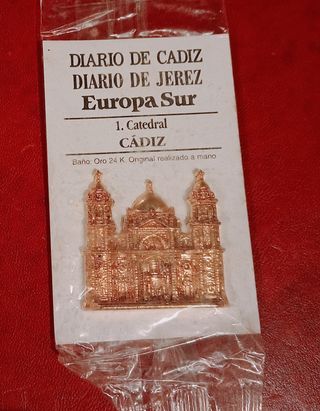 DIARIO DE CADIZ
DIARIO DE JEREZ
Europa Sur
1. Catedral
CÁDIZ
Baño: Oro 24 K. Original realizado a mano